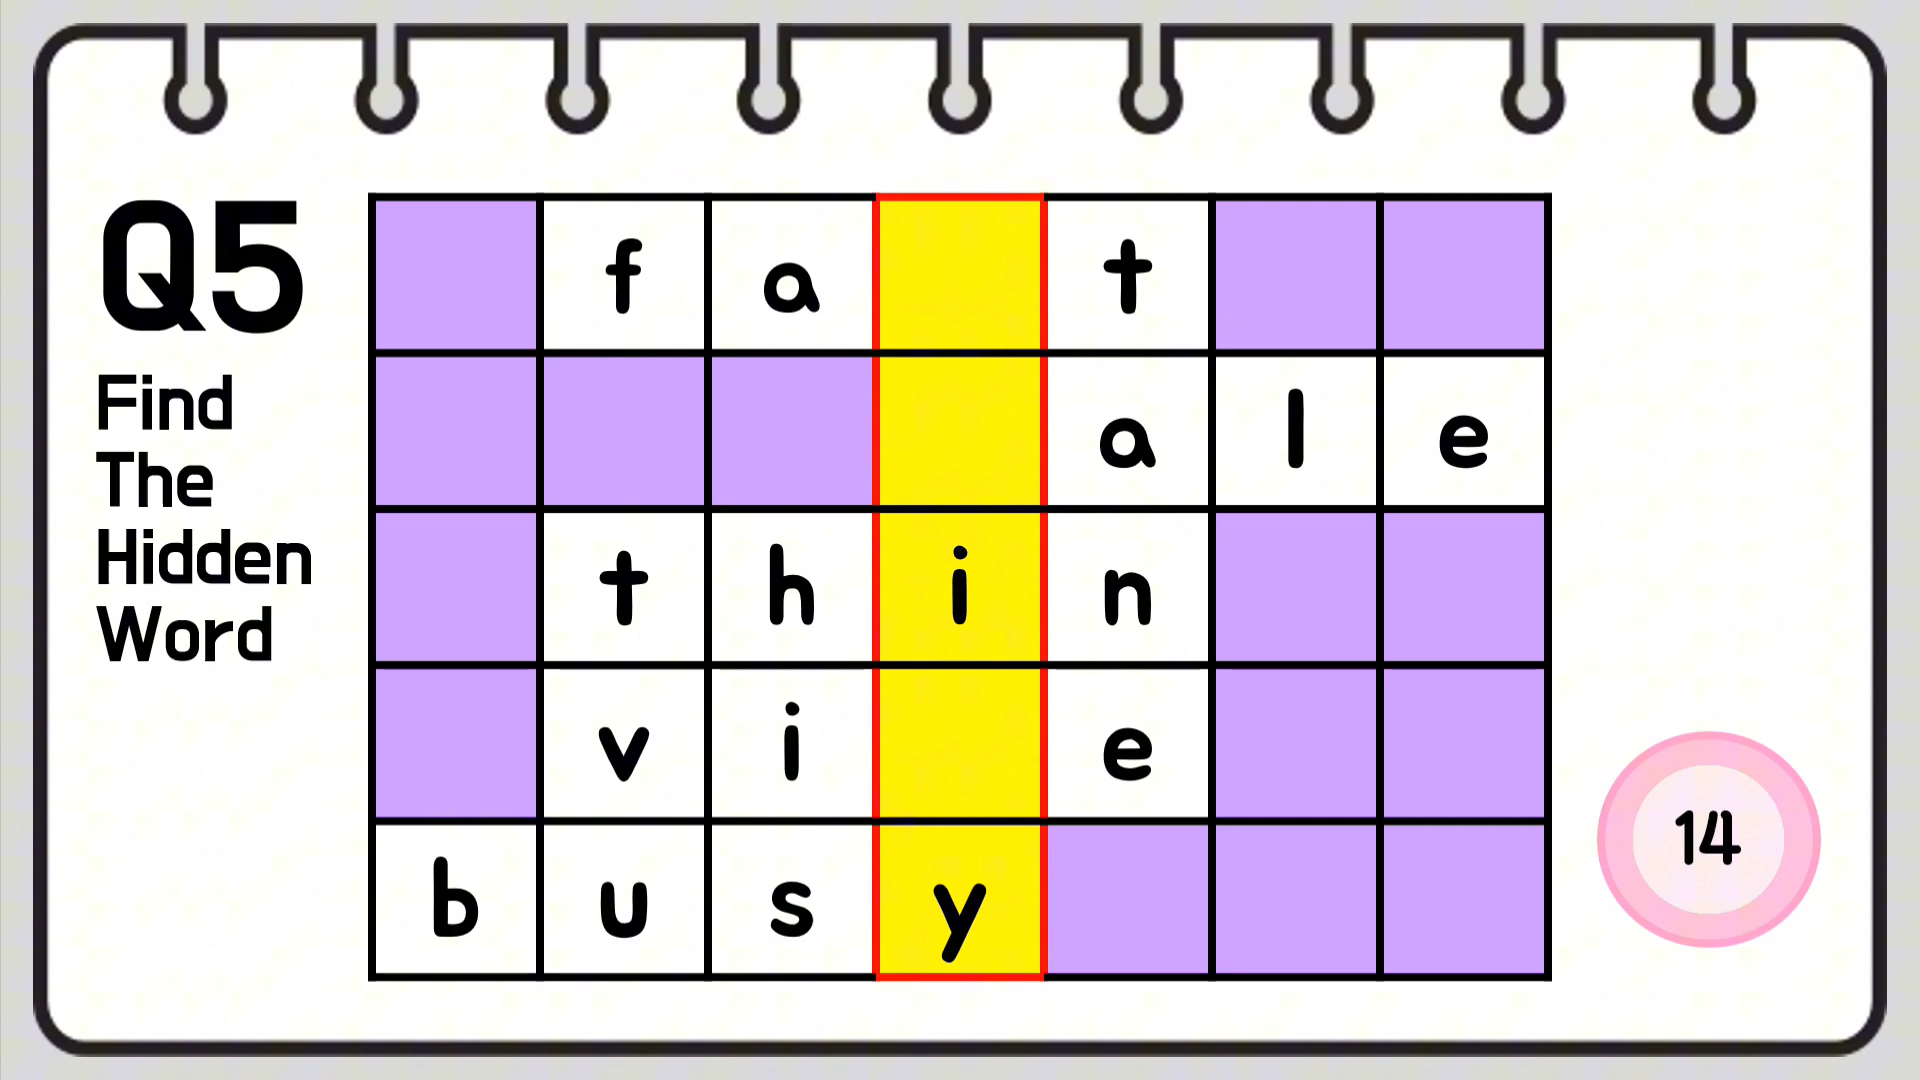 Q5
Find
The
Hidden
Word
f a t
a l e
t h i n
v i e
b u s y
14